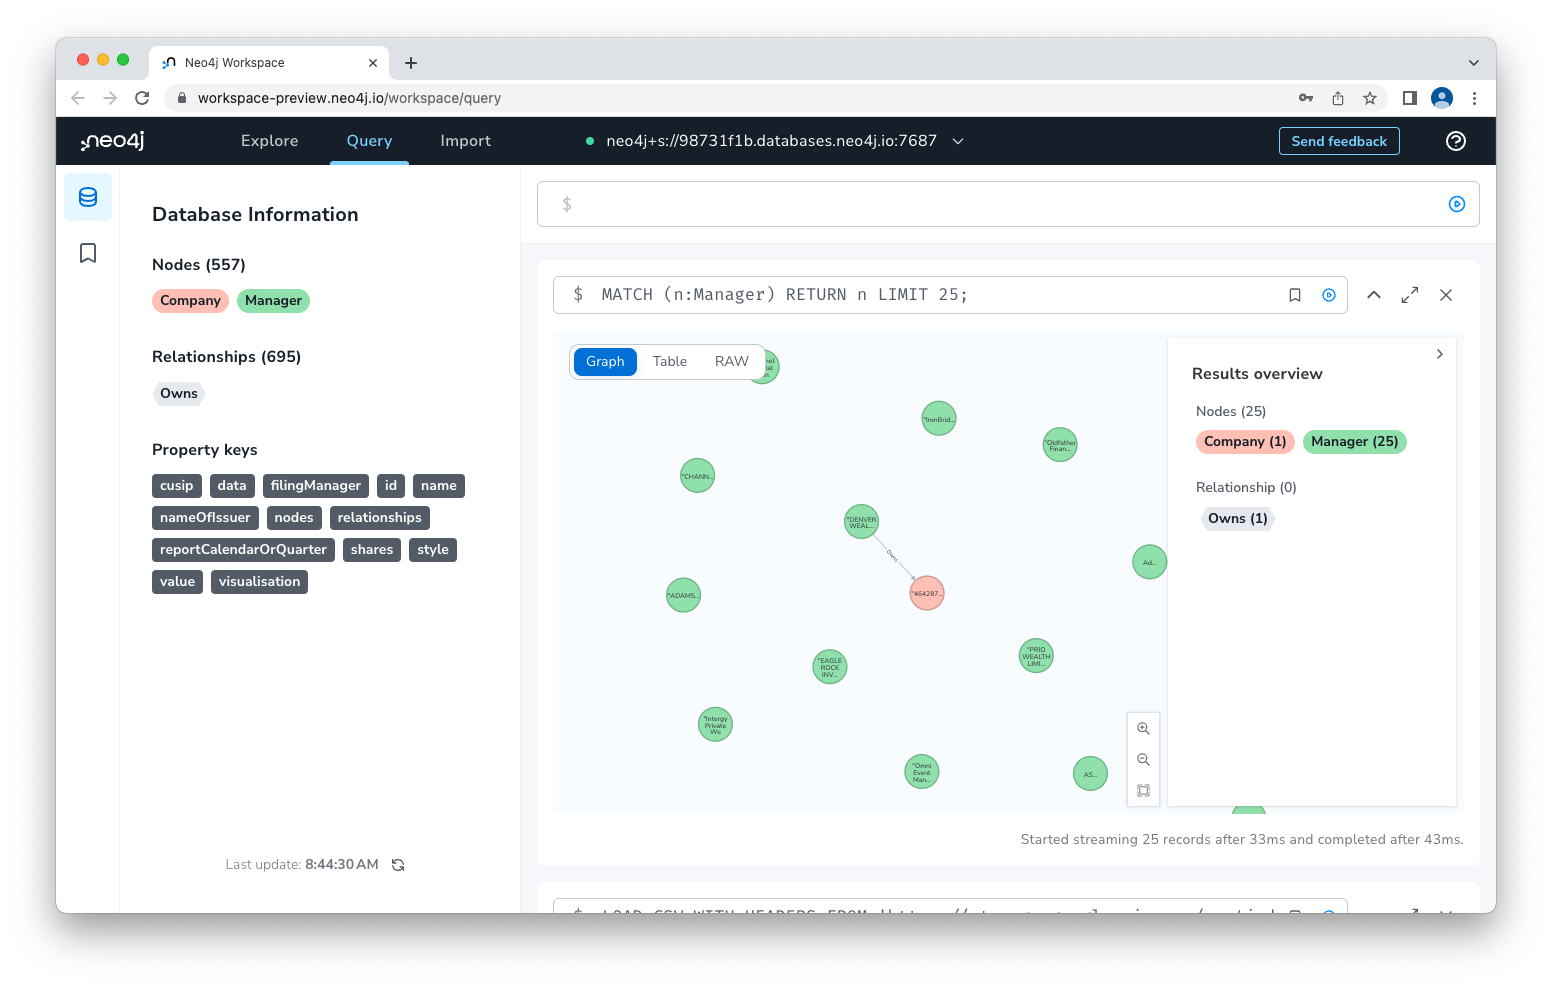 Neo4j Workspace
workspace-preview.neo4j.io/workspace/query
neo4j
Explore
Query
Import
neo4j+s://98731f1b.databases.neo4j.io:7687
Send feedback
Database Information
Nodes (557)
Company
Manager
Relationships (695)
Owns
Property keys
cusip data filingManager id name
nameOfIssuer nodes relationships
reportCalendarOrQuarter shares style
value visualisation
Last update: 8:44:30 AM
$
$ MATCH (n:Manager) RETURN n LIMIT 25;
Graph
Table
RAW
"IronBrid...
"Oldfather
Finan...
"CHANN...
"DENVER
WEAL...
Owns
"464287...
Ad...
"ADAMS...
"EAGLE
ROCK
INV...
"PRIO
WEALTH
LIMI...
"Intergy
Private
We
"Omni
Event
Man...
AS...
Results overview
Nodes (25)
Company (1)
Manager (25)
Relationship (0)
Owns (1)
Started streaming 25 records after 33ms and completed after 43ms.
$ LOAD CSV WITH HEADERS FROM